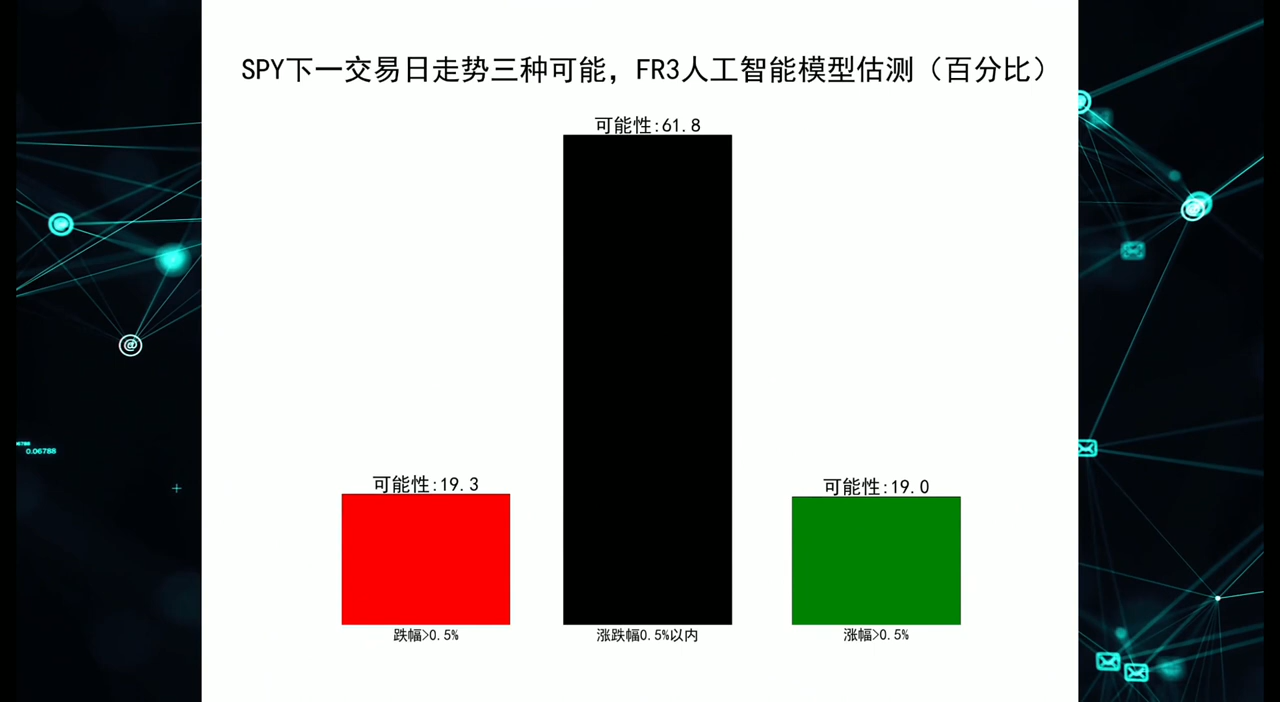 SPY下一交易日走势三种可能，FR3人工智能模型估测（百分比）
可能性:61.8
可能性:19.3
可能性:19.0
跌幅>0.5%
涨跌幅0.5%以内
涨幅>0.5%
0.06788